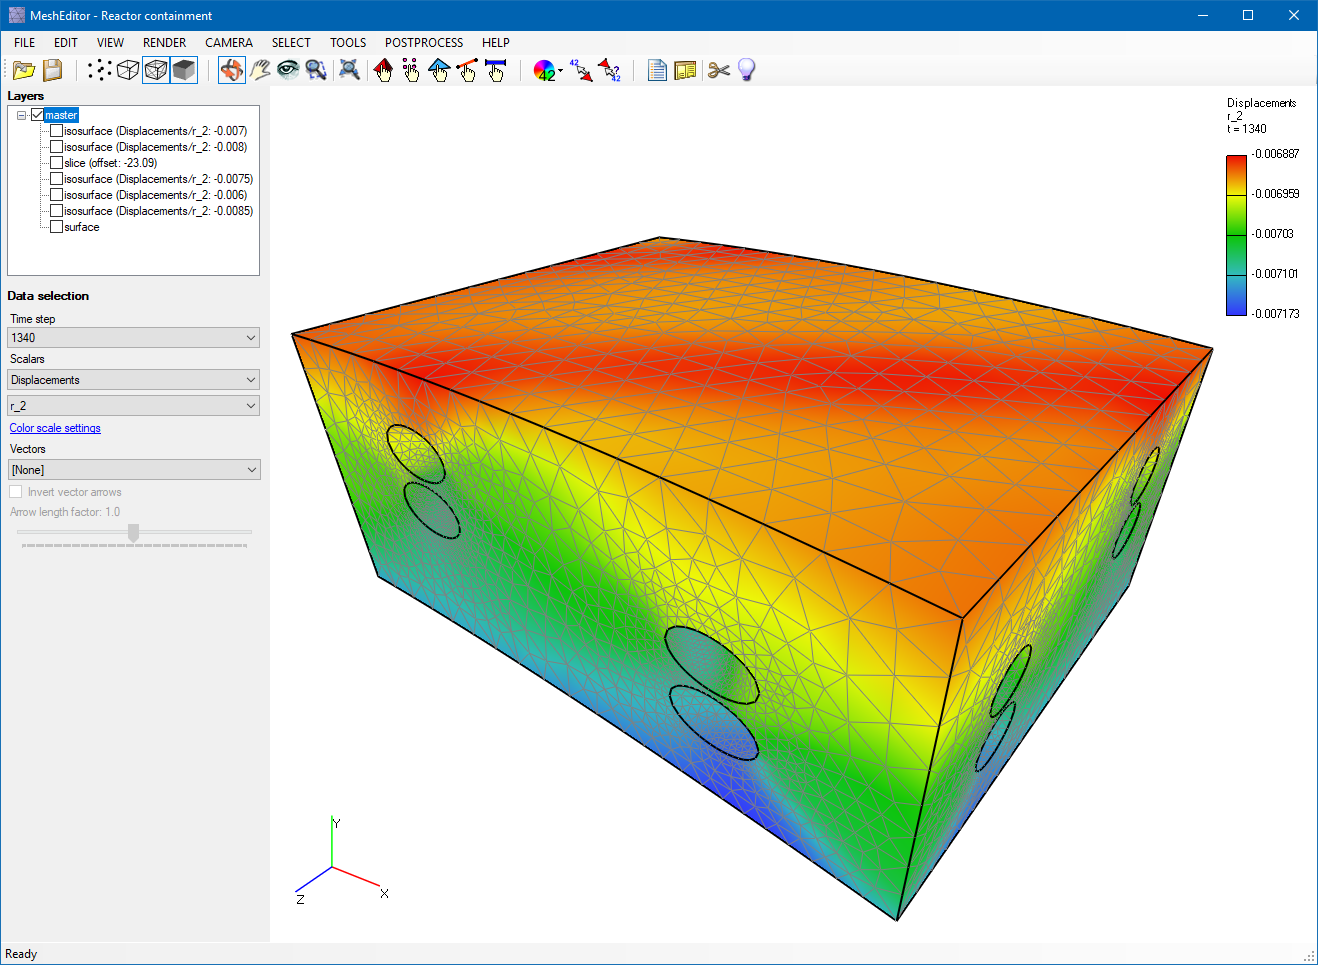 MeshEditor - Reactor containment
FILE EDIT VIEW RENDER CAMERA SELECT TOOLS POSTPROCESS HELP
42 42 ? 42
Layers
master
isosurface (Displacements/r_2: -0.007)
isosurface (Displacements/r_2: -0.008)
slice (offset: -23.09)
isosurface (Displacements/r_2: -0.0075)
isosurface (Displacements/r_2: -0.006)
isosurface (Displacements/r_2: -0.0085)
surface
Data selection
Time step
1340
Scalars
Displacements
r_2
Color scale settings
Vectors
[None]
Invert vector arrows
Arrow length factor: 1.0
Displacements
r_2
t = 1340
-0.006887
-0.006959
-0.00703
-0.007101
-0.007173
Y
X
Z
Ready